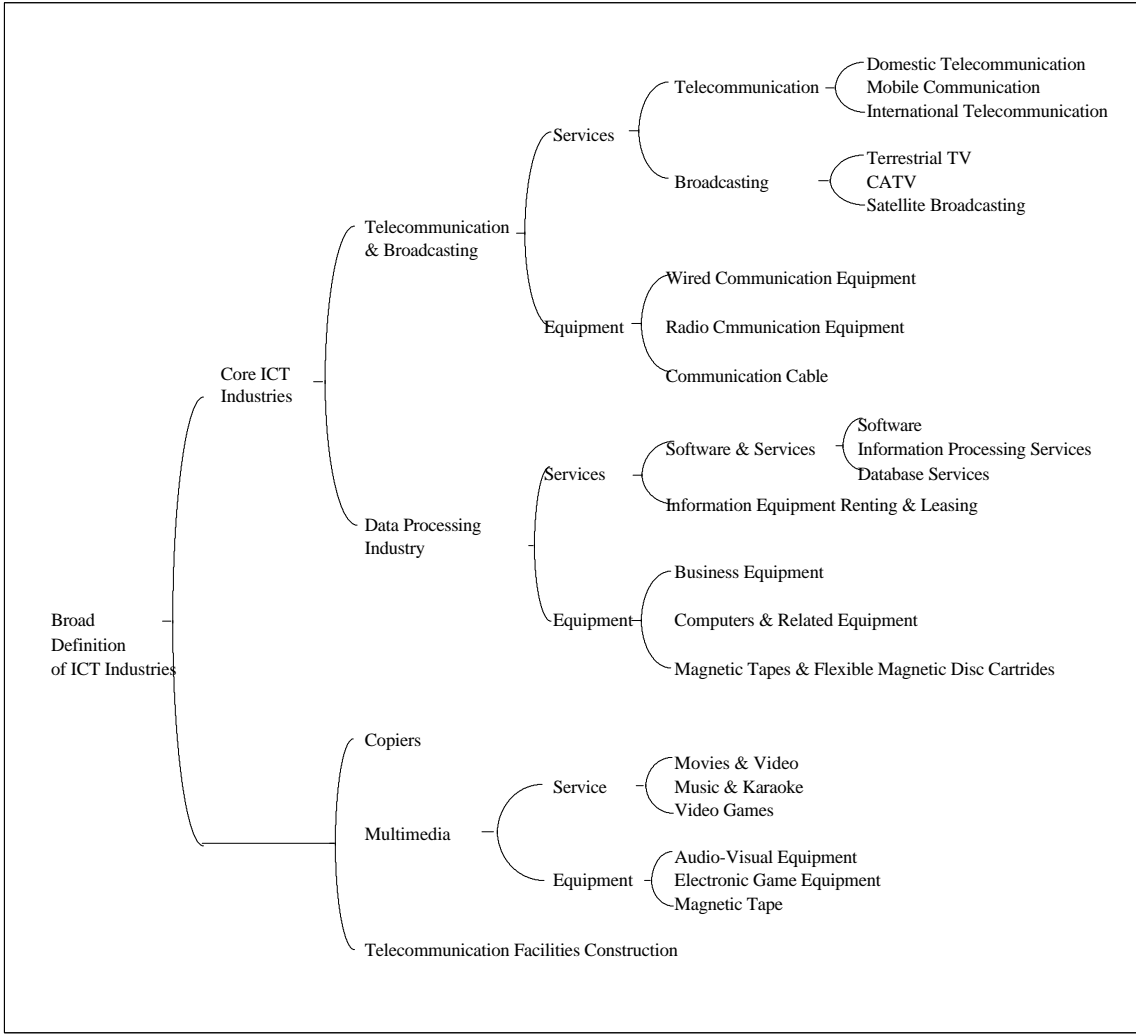 Domestic Telecommunication
Telecommunication
Mobile Communication
International Telecommunication
Services
Terrestrial TV
Broadcasting
CATV
Satellite Broadcasting
Telecommunication
& Broadcasting
Wired Communication Equipment
Equipment
Radio Cmmunication Equipment
Communication Cable
Core ICT
Industries
Software
Software & Services
Information Processing Services
Database Services
Services
Information Equipment Renting & Leasing
Data Processing
Industry
Business Equipment
Equipment
Computers & Related Equipment
Magnetic Tapes & Flexible Magnetic Disc Cartrides
Broad
Definition
of ICT Industries
Copiers
Movies & Video
Service
Music & Karaoke
Video Games
Multimedia
Audio-Visual Equipment
Equipment
Electronic Game Equipment
Magnetic Tape
Telecommunication Facilities Construction